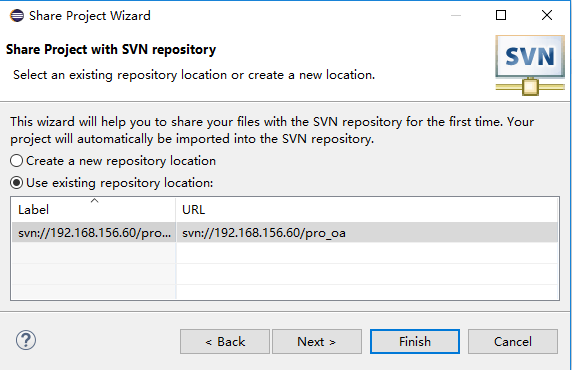 Share Project Wizard
Share Project with SVN repository
Select an existing repository location or create a new location.
SVN
This wizard will help you to share your files with the SVN repository for the first time. Your
project will automatically be imported into the SVN repository.
Create a new repository location
Use existing repository location:
Label URL
svn://192.168.156.60/pro... svn://192.168.156.60/pro_oa
? < Back Next > Finish Cancel